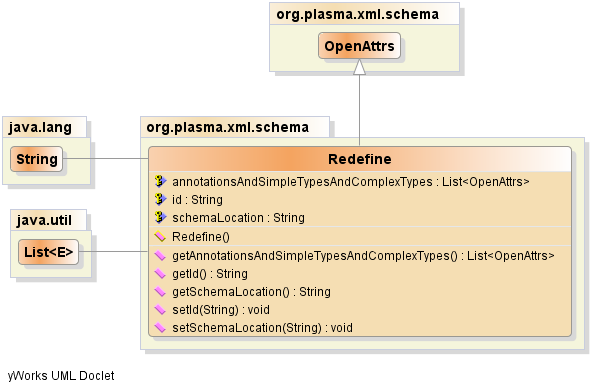 org.plasma.xml.schema
OpenAttrs
java.lang
String
org.plasma.xml.schema
Redefine
annotationsAndSimpleTypesAndComplexTypes : List<OpenAttrs>
id : String
schemaLocation : String
Redefine()
getAnnotationsAndSimpleTypesAndComplexTypes() : List<OpenAttrs>
getId() : String
getSchemaLocation() : String
setId(String) : void
setSchemaLocation(String) : void
java.util
List<E>
yWorks UML Doclet